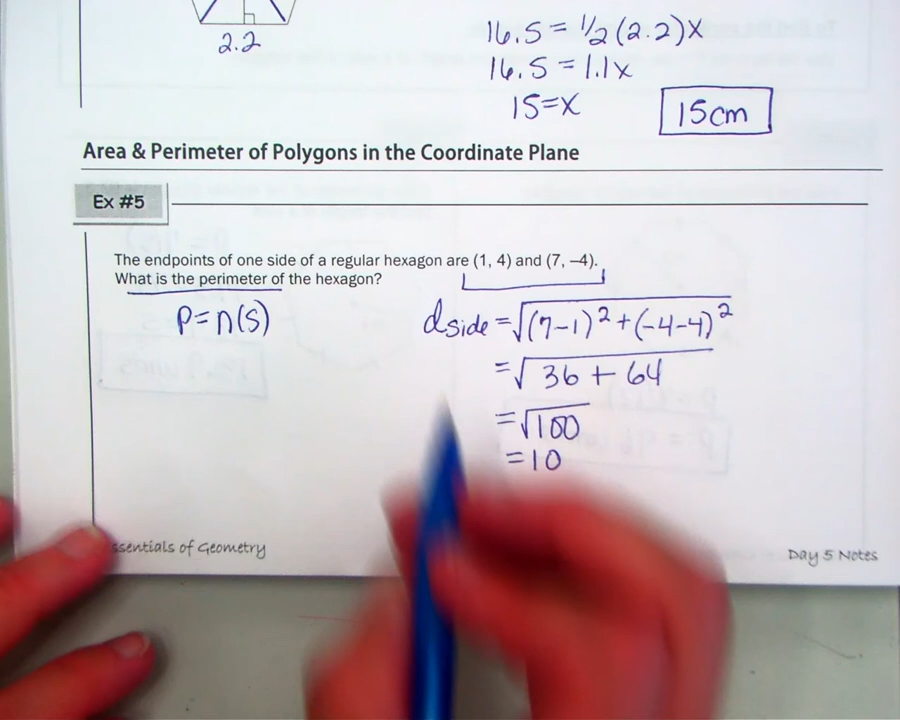 2.2
16.5 = 1/2 (2.2)x
16.5 = 1.1x
15=x
15cm
Area & Perimeter of Polygons in the Coordinate Plane
Ex #5
The endpoints of one side of a regular hexagon are (1, 4) and (7, –4).
What is the perimeter of the hexagon?
P=n(s)
dside=√(7-1)²+(-4-4)²
=√36+64
=√100
=10
ssentials of Geometry
Day 5 Notes